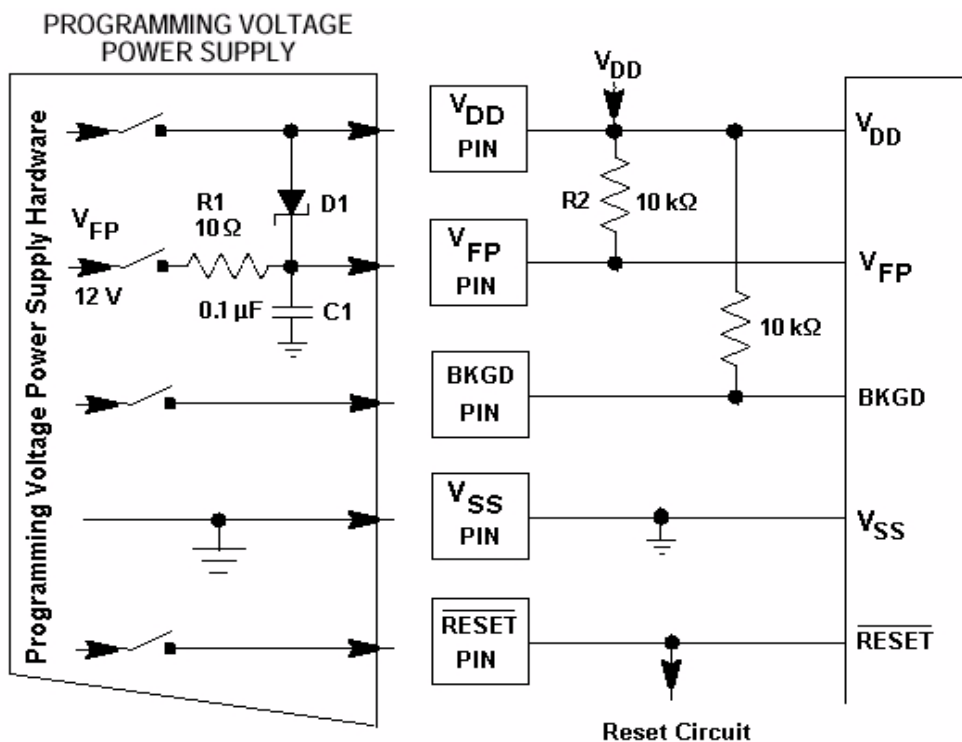 PROGRAMMING VOLTAGE
POWER SUPPLY
Programming Voltage Power Supply Hardware
VDD
VDD
PIN
VDD
R1
10 Ω
D1
R2
10 kΩ
VFP
12 V
VFP
PIN
VFP
0.1 µF
C1
10 kΩ
BKGD
PIN
BKGD
VSS
PIN
VSS
RESET
PIN
RESET
Reset Circuit